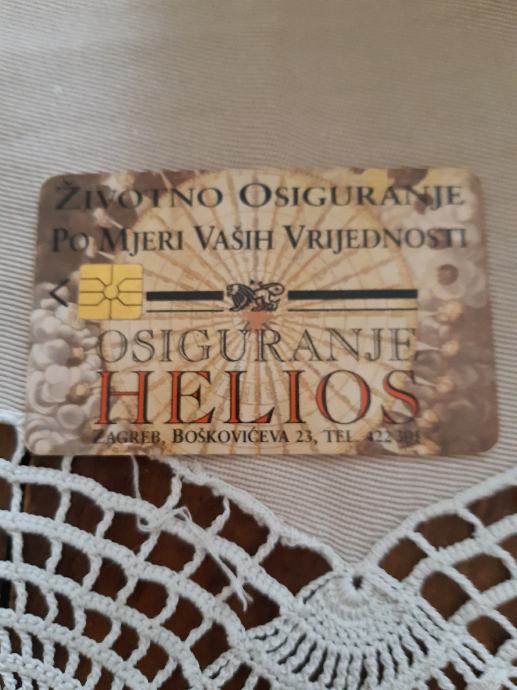 ŽIVOTNO OSIGURANJE
PO MJERI VAŠIH VRIJEDNOSTI
OSIGURANJE
HELIOS
ZAGREB, BOŠKOVIĆEVA 23, TEL. 422 301